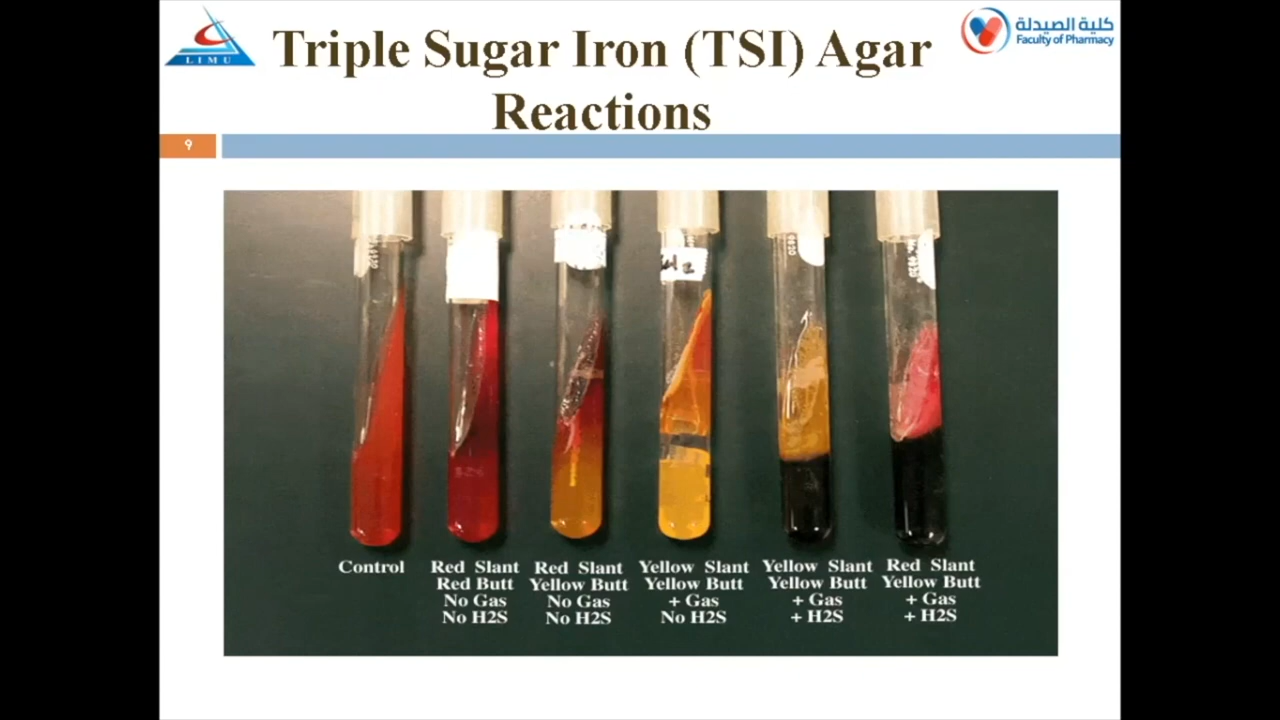 LIMU
Triple Sugar Iron (TSI) Agar
Reactions
كلية الصيدلة
Faculty of Pharmacy
9
Control
Red Slant
Red Butt
No Gas
No H2S
Red Slant
Yellow Butt
No Gas
No H2S
Yellow Slant
Yellow Butt
+ Gas
No H2S
Yellow Slant
Yellow Butt
+ Gas
+ H2S
Red Slant
Yellow Butt
+ Gas
+ H2S